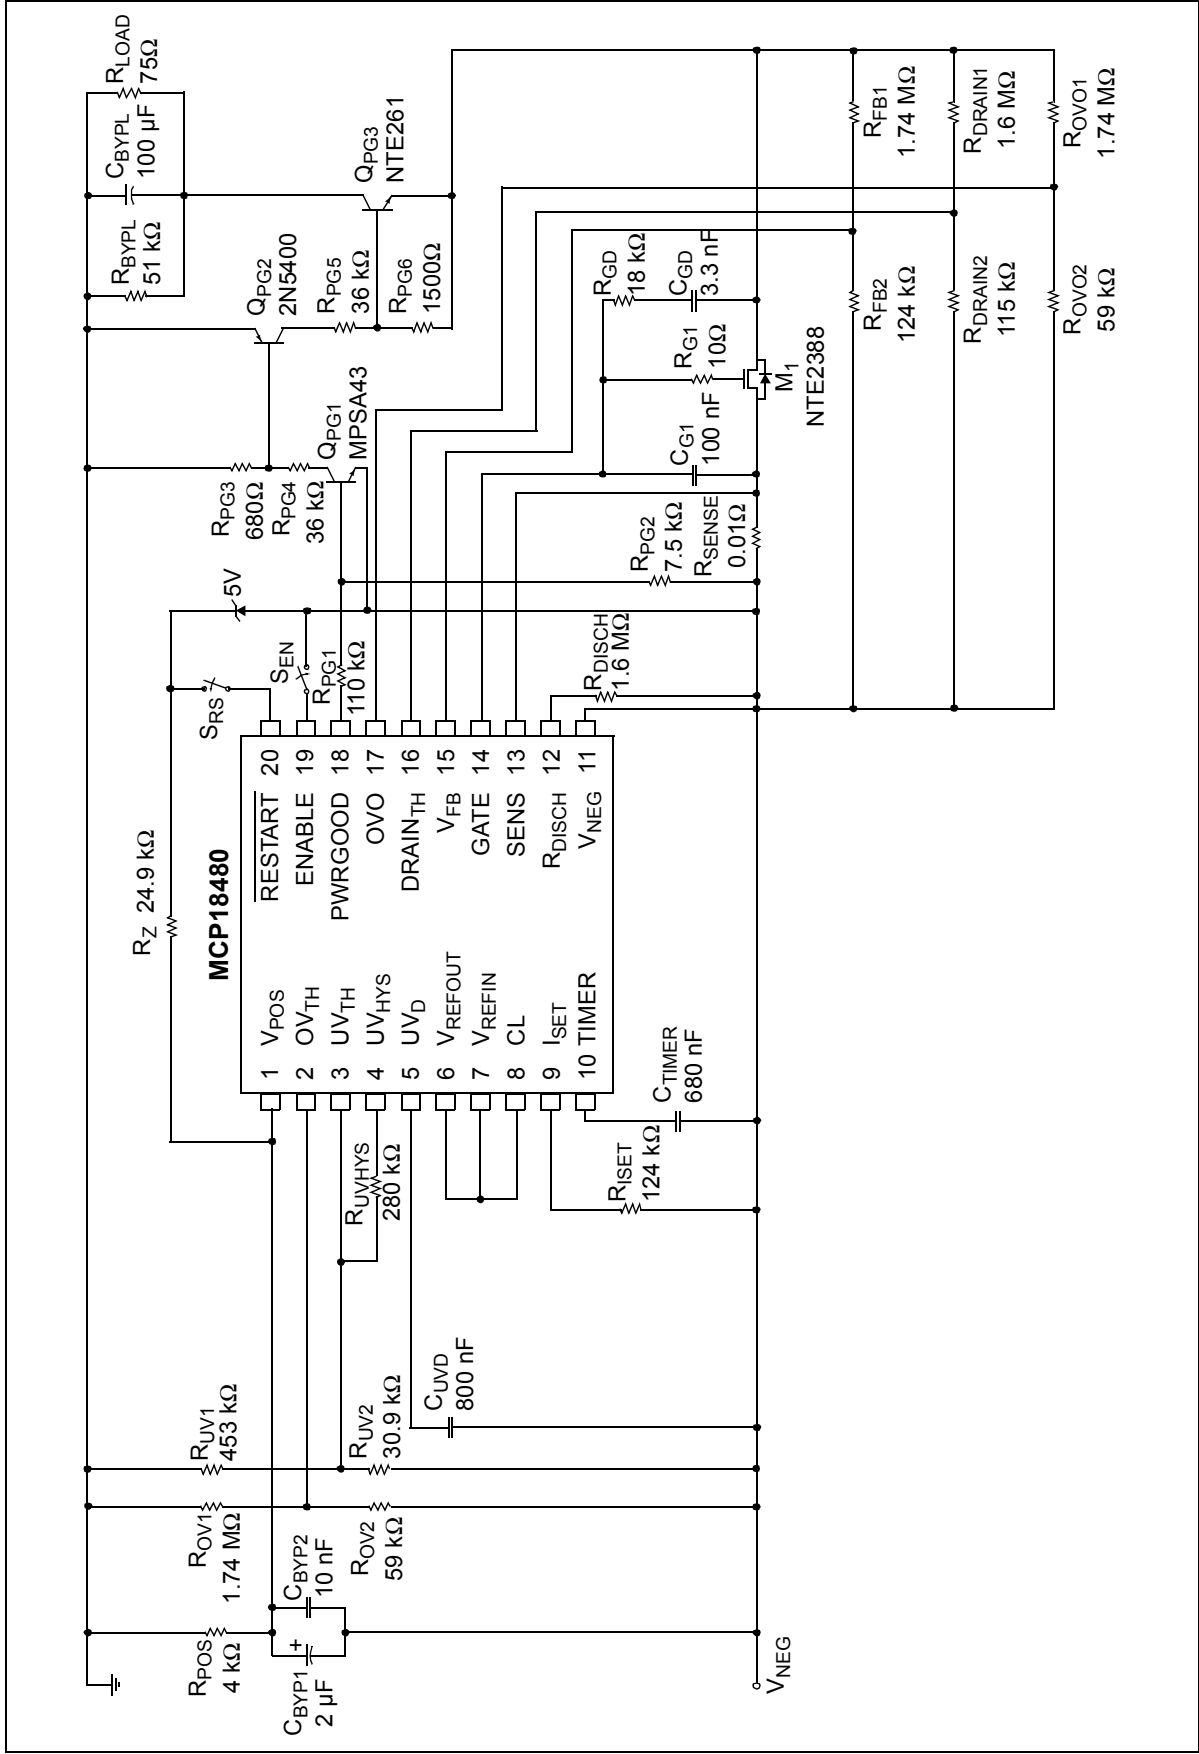 RPOS
4 kΩ
CBYP1
2 µF
+
CBYP2
10 nF
ROV1
1.74 MΩ
ROV2
59 kΩ
RUV1
453 kΩ
RUV2
30.9 kΩ
CUVD
800 nF
RUVHYS
280 kΩ
RISET
124 kΩ
CTIMER
680 nF
VNEG
RZ 24.9 kΩ
MCP18480
1 VPOS
2 OVTH
3 UVTH
4 UVHYS
5 UVD
6 VREFOUT
7 VREFIN
8 CL
9 ISET
10 TIMER
RESTART 20
ENABLE 19
PWRGOOD 18
OVO 17
DRAINTH 16
VFB 15
GATE 14
SENS 13
RDISCH 12
VNEG 11
SRS
SEN
5V
RPG1
110 kΩ
RDISCH
1.6 MΩ
RPG2
7.5 kΩ
RSENSE
0.01Ω
RPG3
680Ω
RPG4
36 kΩ
QPG1
MPSA43
CG1
100 nF
RG1
10Ω
M1
NTE2388
RGD
18 kΩ
CGD
3.3 nF
QPG2
2N5400
RPG5
36 kΩ
RPG6
1500Ω
RBYPL
51 kΩ
CBYPL
100 µF
RLOAD
75Ω
QPG3
NTE261
RFB2
124 kΩ
RDRAIN2
115 kΩ
ROVO2
59 kΩ
RFB1
1.74 MΩ
RDRAIN1
1.6 MΩ
ROVO1
1.74 MΩ